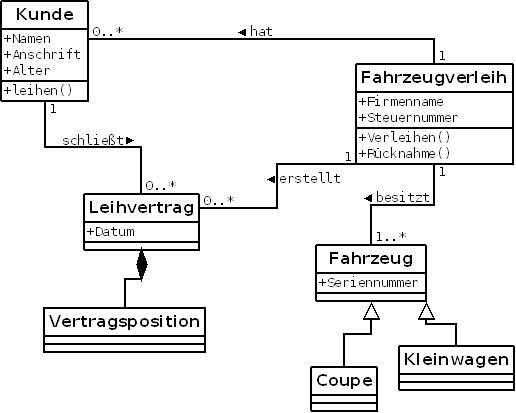 Kunde
+Namen
+Anschrift
+Alter
+leihen()
0..*
hat
1
Fahrzeugverleih
+Firmenname
+Steuernummer
+Verleihen()
+Rücknahme()
1
schließt
0..*
Leihvertrag
+Datum
0..*
erstellt
1
1
besitzt
1..*
Fahrzeug
+Seriennummer
Vertragsposition
Coupe
Kleinwagen